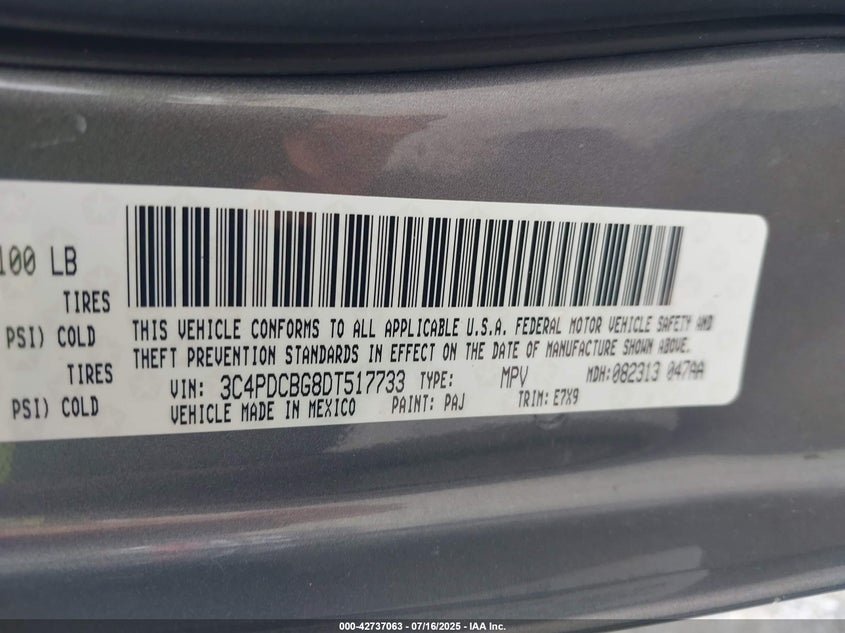 100 LB
TIRES
PSI) COLD
TIRES
PSI) COLD
THIS VEHICLE CONFORMS TO ALL APPLICABLE U.S.A. FEDERAL MOTOR VEHICLE SAFETY AND
THEFT PREVENTION STANDARDS IN EFFECT ON THE DATE OF MANUFACTURE SHOWN ABOVE.
VIN: 3C4PDCBG8DT517733 TYPE: MPV MDH:082313 047AA
VEHICLE MADE IN MEXICO PAINT: PAJ TRIM: E7X9
000-42737063 - 07/16/2025 - IAA Inc.